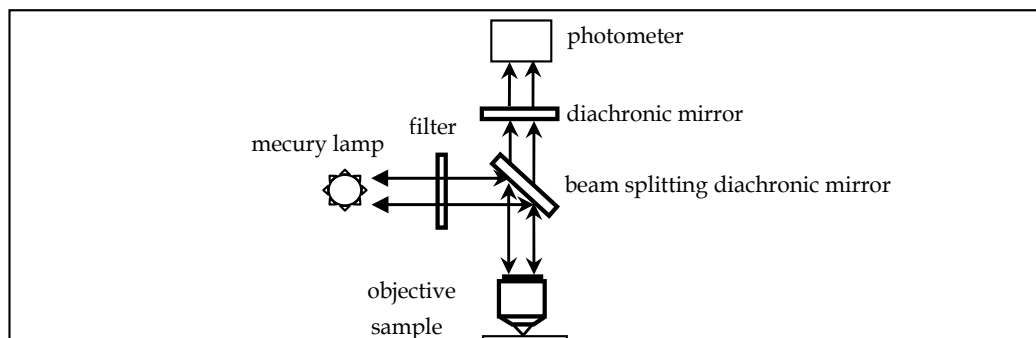 photometer
diachronic mirror
filter
mecury lamp
beam splitting diachronic mirror
objective
sample